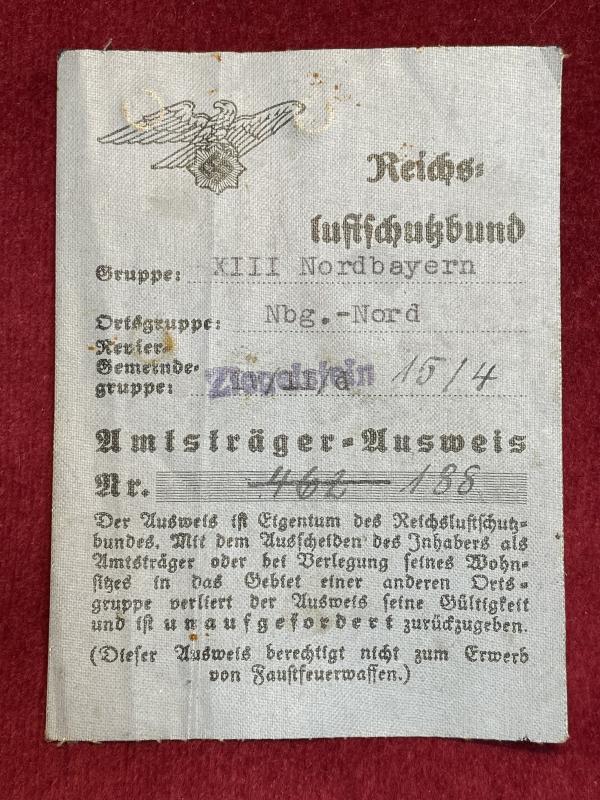 Reichs-
luftschutzbund
Gruppe: XIII Nordbayern
Ortsgruppe: Nbg.-Nord
Revier-
Gemeinde-
gruppe: Ziegelstein 15/4
Amtsträger-Ausweis
Nr. 462 188
Der Ausweis ist Eigentum des Reichsluftschutz-
bundes. Mit dem Ausscheiden des Inhabers als
Amtsträger oder bei Verlegung seines Wohn-
sitzes in das Gebiet einer anderen Orts-
gruppe verliert der Ausweis seine Gültigkeit
und ist unaufgefordert zurückzugeben.
(Dieser Ausweis berechtigt nicht zum Erwerb
von Faustfeuerwaffen.)